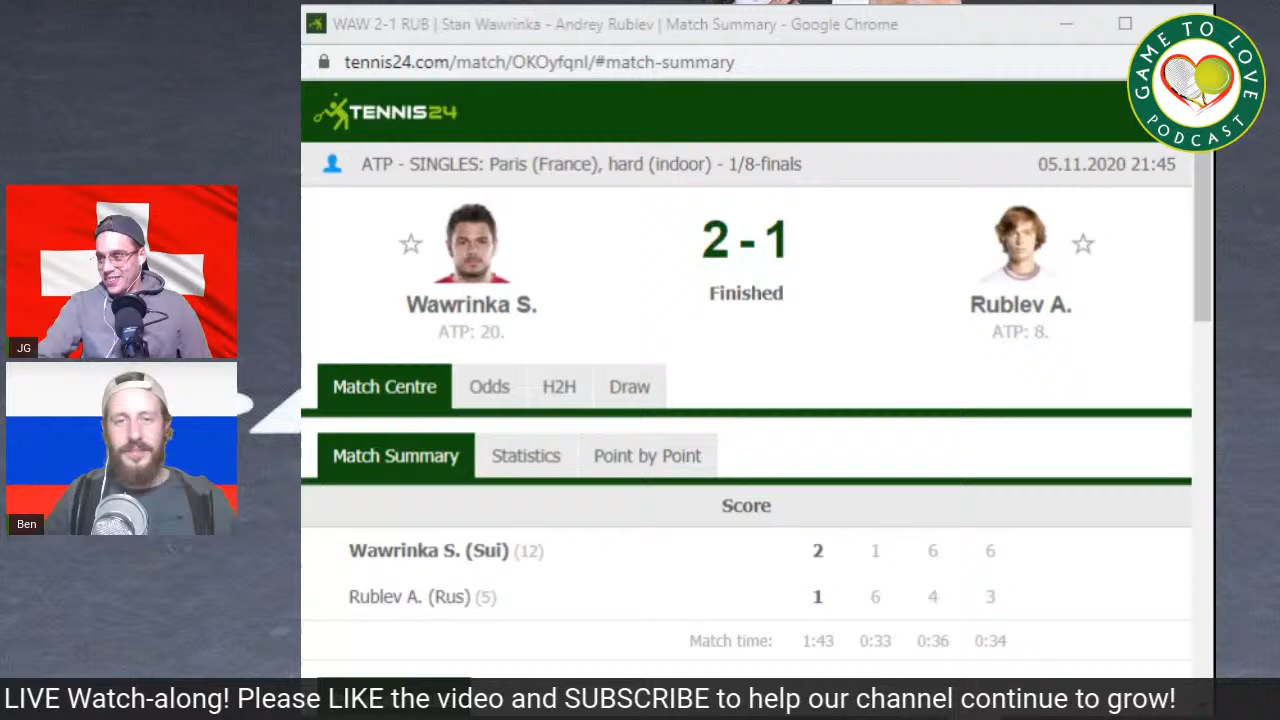 WAW 2-1 RUB | Stan Wawrinka - Andrey Rublev | Match Summary - Google Chrome
tennis24.com/match/OKOyfqnI/#match-summary
GAME TO LOVE PODCAST
TENNIS24
ATP - SINGLES: Paris (France), hard (indoor) - 1/8-finals 05.11.2020 21:45
2 - 1
Finished
Wawrinka S. Rublev A.
ATP: 20. ATP: 8.
JG
Match Centre Odds H2H Draw
Match Summary Statistics Point by Point
Score
Ben
Wawrinka S. (Sui) (12) 2 1 6 6
Rublev A. (Rus) (5) 1 6 4 3
Match time: 1:43 0:33 0:36 0:34
LIVE Watch-along! Please LIKE the video and SUBSCRIBE to help our channel continue to grow!